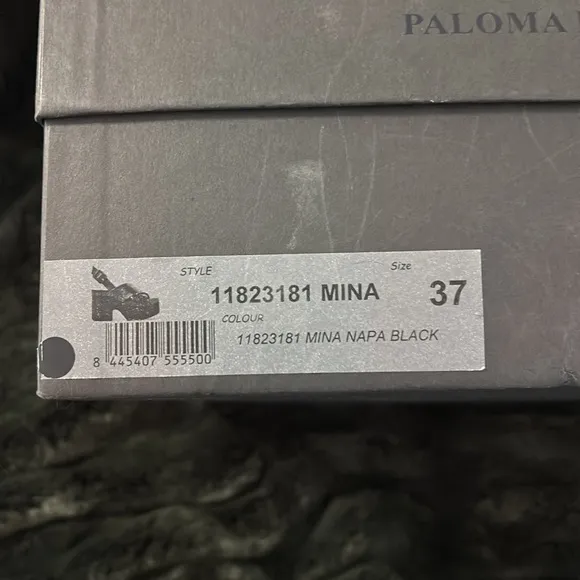 PALOMA
STYLE
Size
11823181 MINA
37
COLOUR
11823181 MINA NAPA BLACK
8 445407 555500